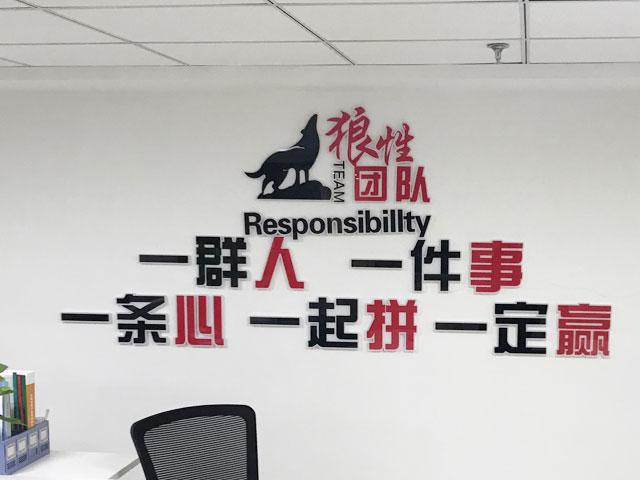 狼性
TEAM
团队
Responsibillty
一群人 一件事
一条心 一起拼 一定赢